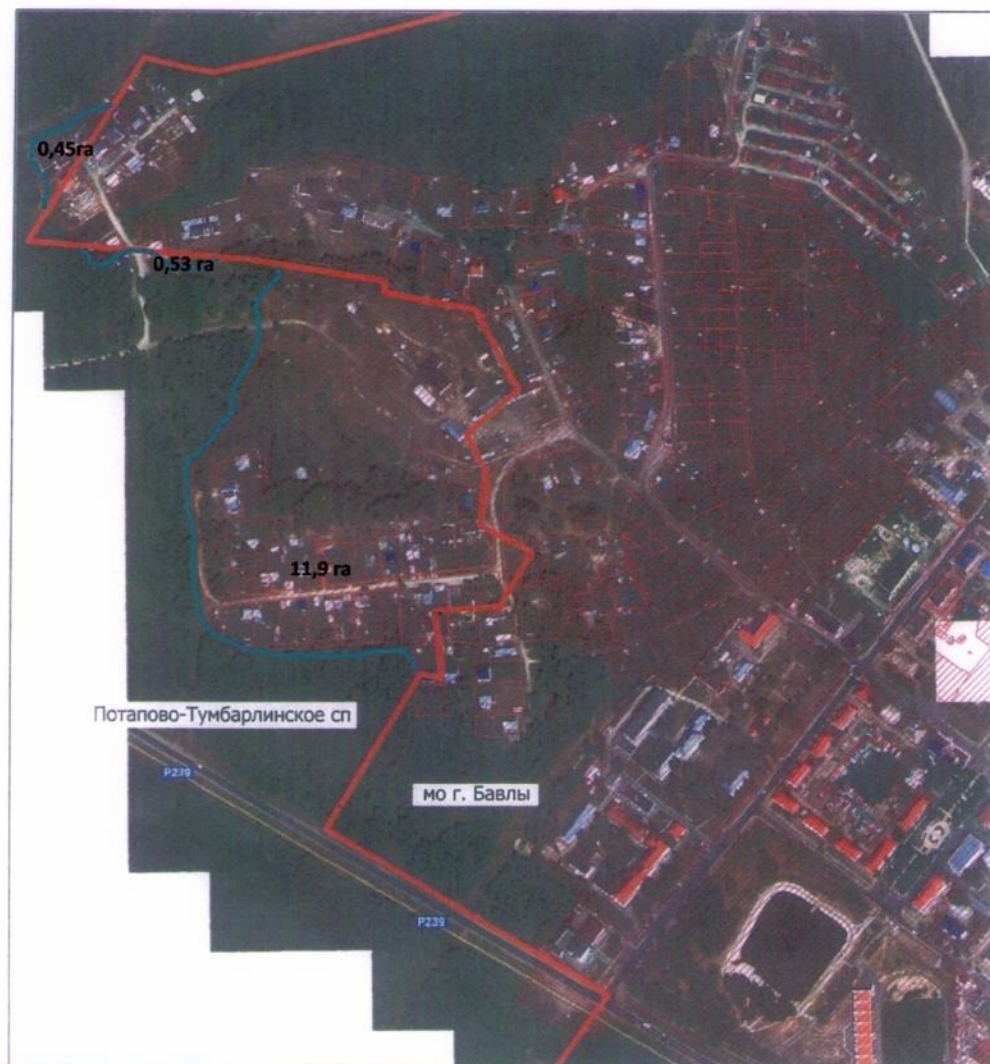 0,45га
0,53 га
11,9 га
Потапово-Тумбарлинское сп
Р239
мо г. Бавлы
Р239